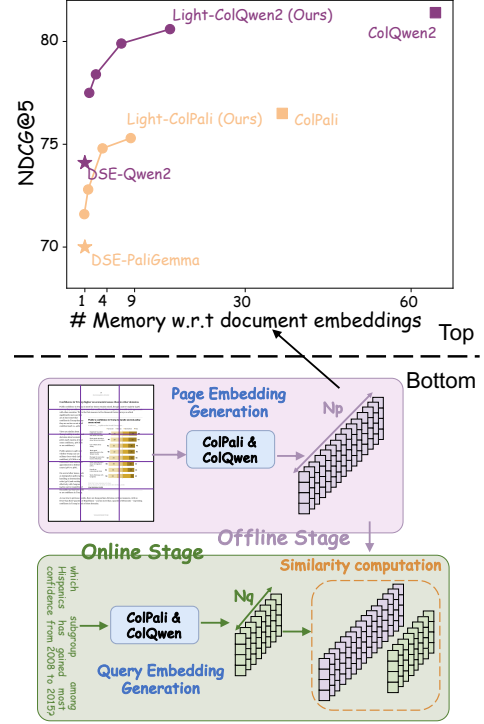 Light-ColQwen2 (Ours)
ColQwen2
80
Light-ColPali (Ours)
ColPali
75
DSE-Qwen2
70
DSE-PaliGemma
NDCG@5
1 4 9 30 60
# Memory w.r.t document embeddings
Top
Bottom
Page Embedding
Generation
Np
ColPali &
ColQwen
Offline Stage
Online Stage
Similarity computation
which subgroup among
Hispanics has gained most
confidence from 2008 to 2015?
ColPali &
ColQwen
Nq
Query Embedding
Generation